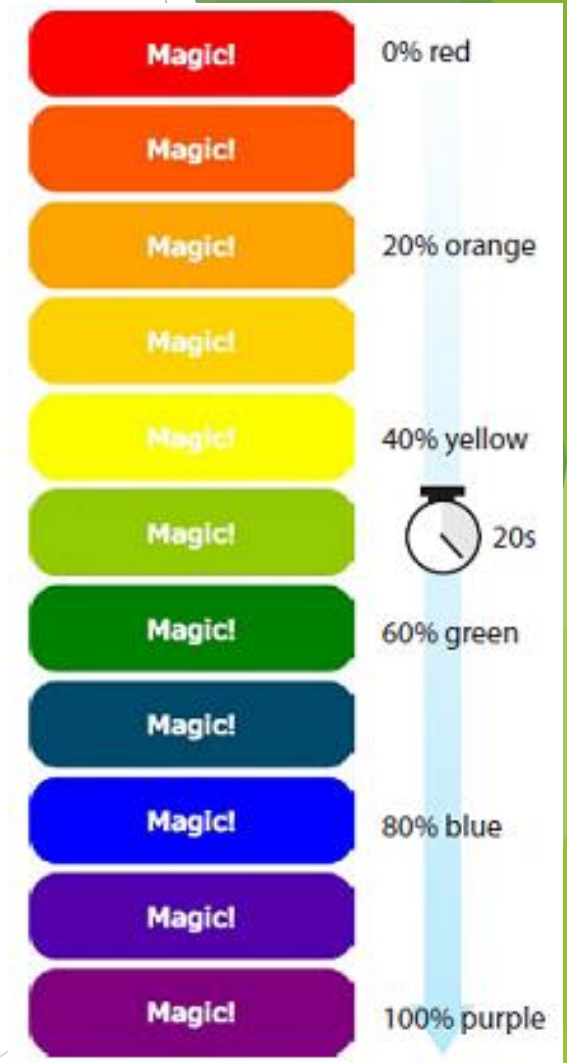 Magic! 0% red
Magic!
Magic! 20% orange
Magic!
Magic! 40% yellow
Magic! 20s
Magic! 60% green
Magic!
Magic! 80% blue
Magic!
Magic! 100% purple